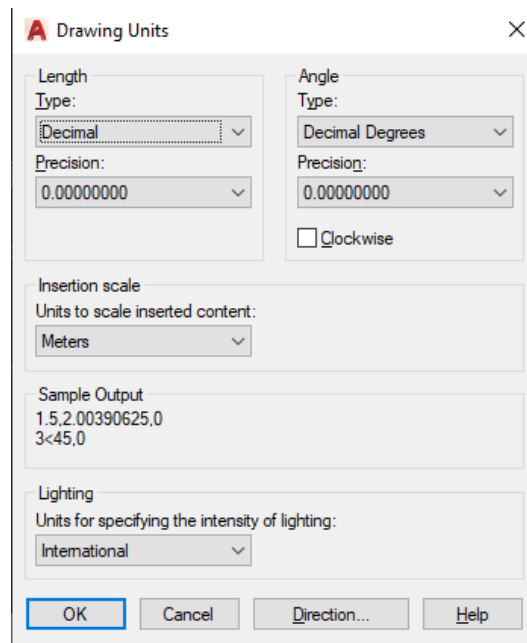 Drawing Units
Length
Type:
Decimal
Precision:
0.00000000
Angle
Type:
Decimal Degrees
Precision:
0.00000000
Clockwise
Insertion scale
Units to scale inserted content:
Meters
Sample Output
1.5,2.00390625,0
3<45,0
Lighting
Units for specifying the intensity of lighting:
International
OK Cancel Direction... Help